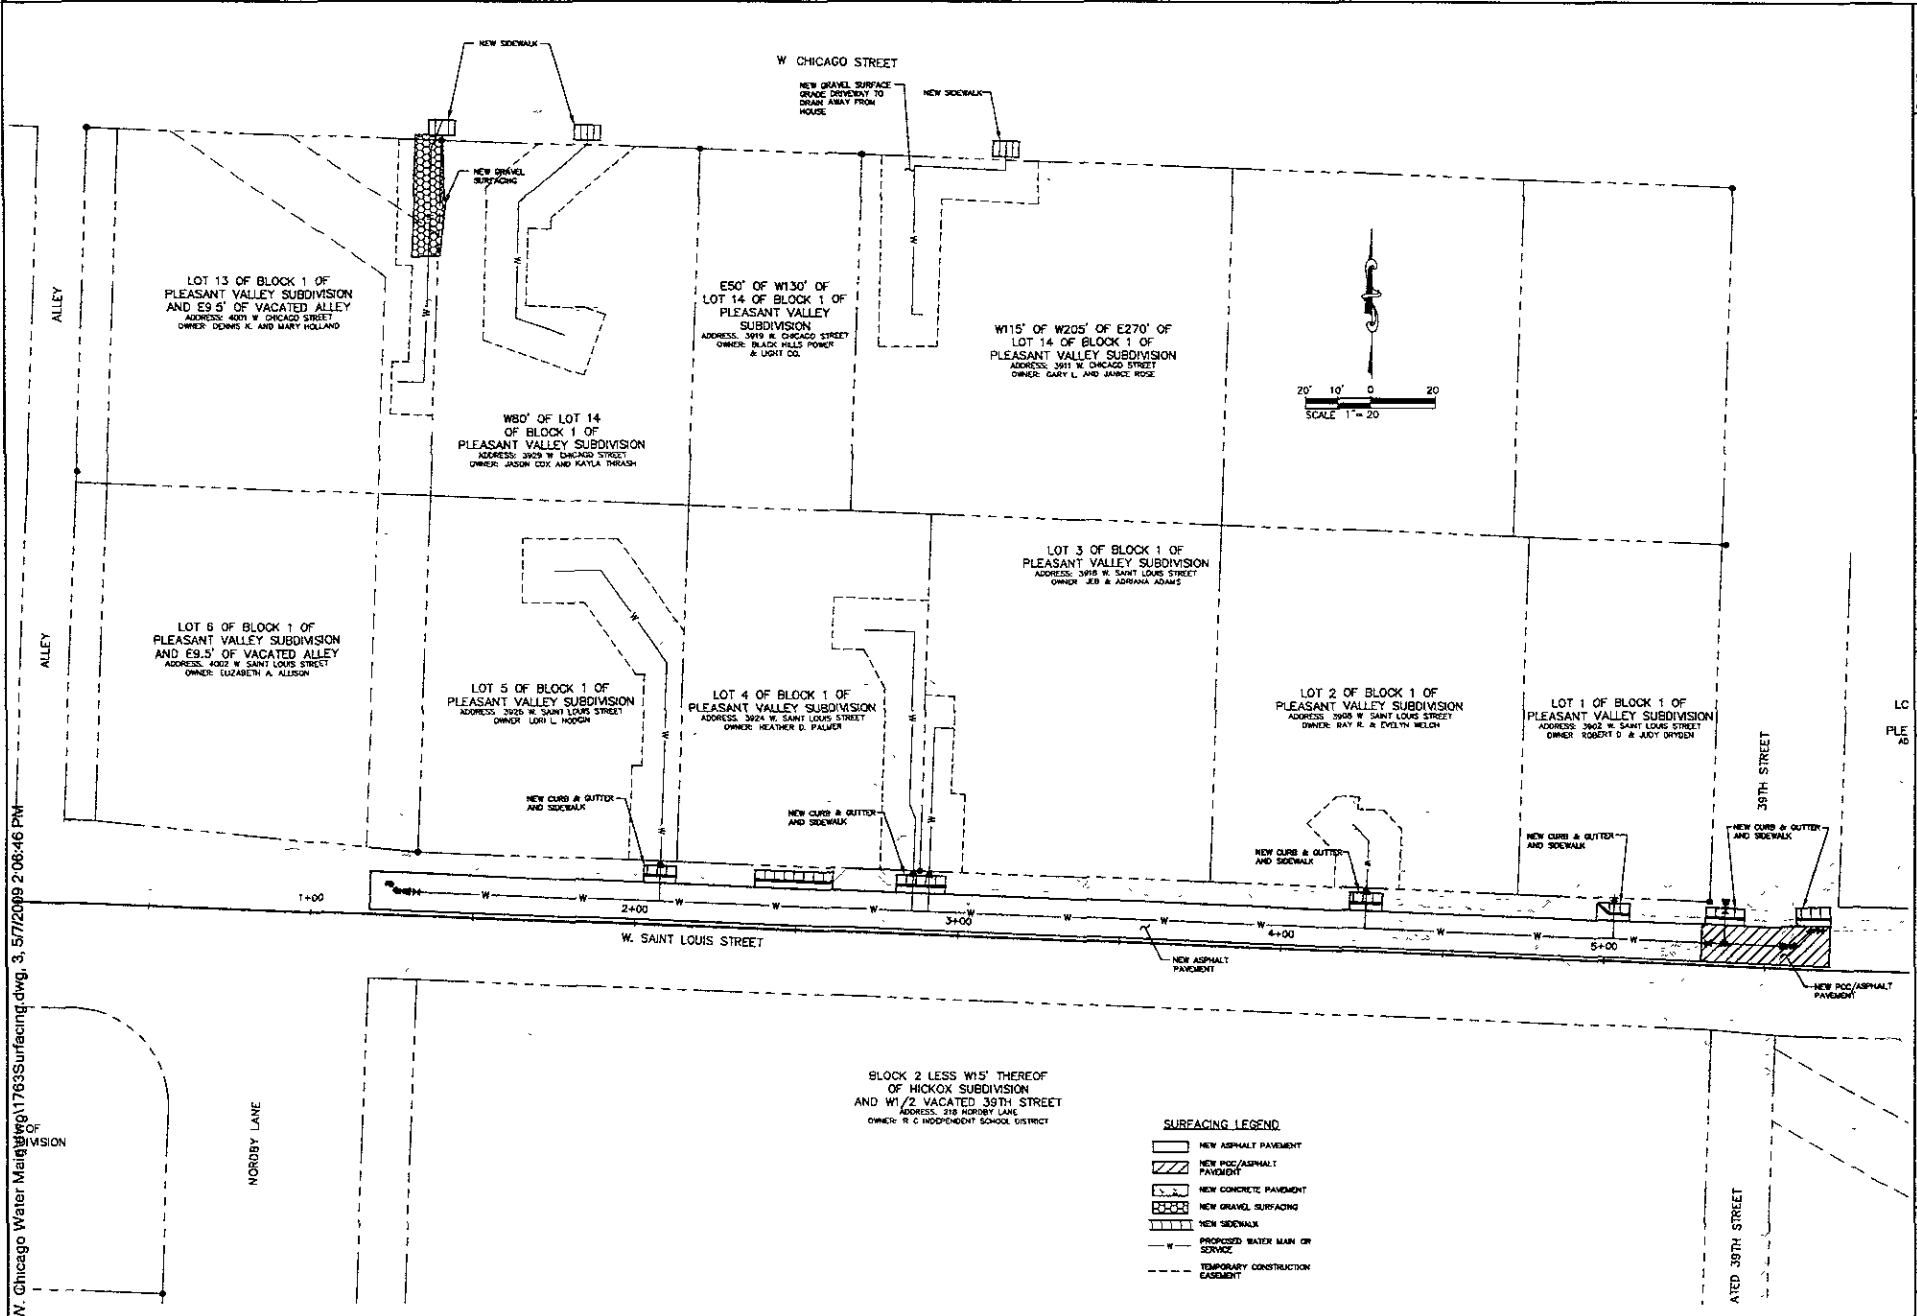 NEW SIDEWALK
W CHICAGO STREET
NEW GRAVEL SURFACE
GRADE DRIVEWAY TO
DRAIN AWAY FROM
HOUSE
NEW SIDEWALK
NEW GRAVEL
SURFACING
ALLEY
LOT 13 OF BLOCK 1 OF
PLEASANT VALLEY SUBDIVISION
AND E9 5' OF VACATED ALLEY
ADDRESS: 4001 W CHICAGO STREET
OWNER: DENNIS K. AND MARY HOLLAND
E50' OF W130' OF
LOT 14 OF BLOCK 1 OF
PLEASANT VALLEY
SUBDIVISION
ADDRESS. 3919 W. CHICAGO STREET
OWNER: BLACK HILLS POWER
& LIGHT CO.
W115' OF W205' OF E270' OF
LOT 14 OF BLOCK 1 OF
PLEASANT VALLEY SUBDIVISION
ADDRESS: 3911 W. CHICAGO STREET
OWNER: GARY L. AND JANICE ROSE
20' 10' 0 20
SCALE 1"= 20
W80' OF LOT 14
OF BLOCK 1 OF
PLEASANT VALLEY SUBDIVISION
ADDRESS: 3929 W CHICAGO STREET
OWNER: JASON COX AND KAYLA THRASH
W
W
W
ALLEY
LOT 6 OF BLOCK 1 OF
PLEASANT VALLEY SUBDIVISION
AND E9.5' OF VACATED ALLEY
ADDRESS. 4002 W SAINT LOUIS STREET
OWNER: ELIZABETH A. ALLISON
LOT 3 OF BLOCK 1 OF
PLEASANT VALLEY SUBDIVISION
ADDRESS: 3918 W. SAINT LOUIS STREET
OWNER JEB & ADRIANA ADAMS
LOT 5 OF BLOCK 1 OF
PLEASANT VALLEY SUBDIVISION
ADDRESS 3926 W. SAINT LOUIS STREET
OWNER LORI L. HODGIN
LOT 4 OF BLOCK 1 OF
PLEASANT VALLEY SUBDIVISION
ADDRESS. 3924 W. SAINT LOUIS STREET
OWNER: HEATHER D. PALMER
LOT 2 OF BLOCK 1 OF
PLEASANT VALLEY SUBDIVISION
ADDRESS 3908 W SAINT LOUIS STREET
OWNER: RAY R. & EVELYN WELCH
LOT 1 OF BLOCK 1 OF
PLEASANT VALLEY SUBDIVISION
ADDRESS: 3902 W. SAINT LOUIS STREET
OWNER ROBERT D & JUDY DRYDEN
LC
PLE
AD
39TH STREET
W
W
W
W
NEW CURB & GUTTER
AND SIDEWALK
NEW CURB & GUTTER
AND SIDEWALK
NEW CURB & GUTTER
AND SIDEWALK
NEW CURB & GUTTER
AND SIDEWALK
NEW CURB & GUTTER
AND SIDEWALK
1+00
2+00
3+00
4+00
5+00
W W W W W W W W W W W W W
W. SAINT LOUIS STREET
NEW ASPHALT
PAVEMENT
NEW PCC/ASPHALT
PAVEMENT
OF
DIVISION
NORDBY LANE
BLOCK 2 LESS W15' THEREOF
OF HICKOX SUBDIVISION
AND W1/2 VACATED 39TH STREET
ADDRESS. 218 NORDBY LANE
OWNER: R C INDEPENDENT SCHOOL DISTRICT
SURFACING LEGEND
NEW ASPHALT PAVEMENT
NEW PCC/ASPHALT
PAVEMENT
NEW CONCRETE PAVEMENT
NEW GRAVEL SURFACING
NEW SIDEWALK
W
PROPOSED WATER MAIN OR
SERVICE
TEMPORARY CONSTRUCTION
EASEMENT
ATED 39TH STREET
W. Chicago Water Main\dwg\1763Surfacing.dwg, 3, 5/7/2009 2:06:46 PM